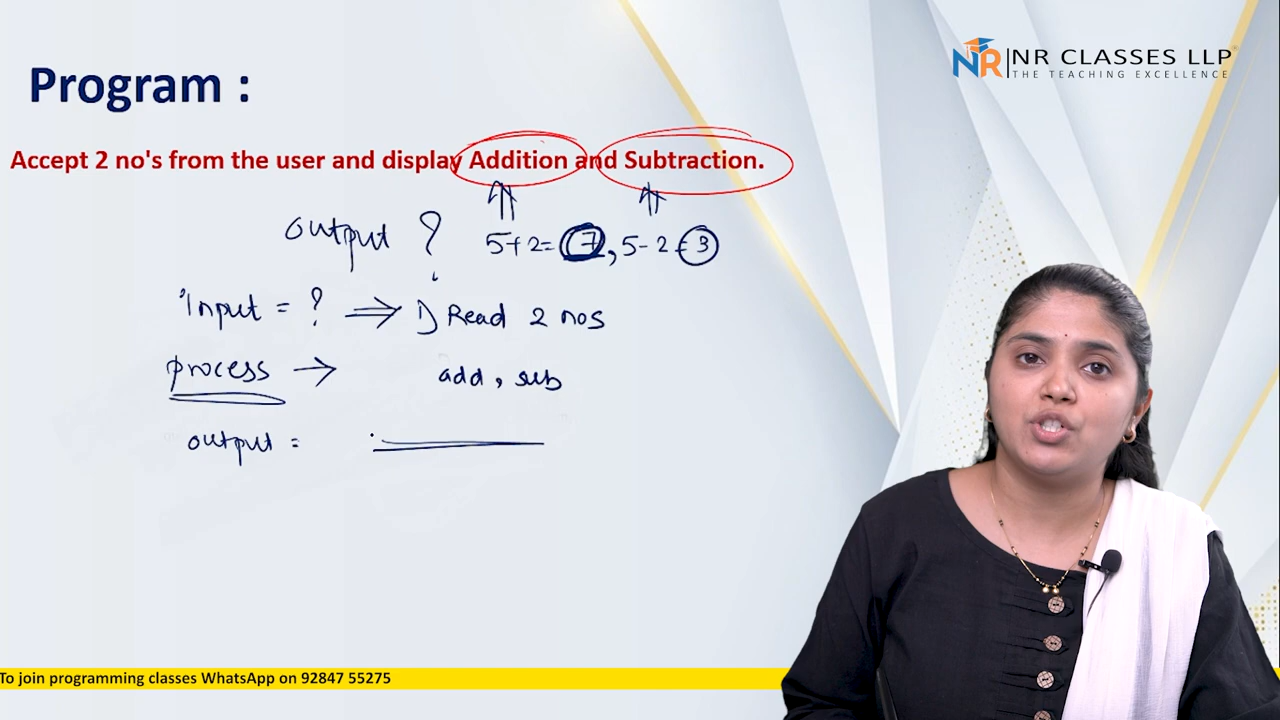 NR|NR CLASSES LLP
THE TEACHING EXCELLENCE
Program :
Accept 2 no's from the user and display Addition and Subtraction.
output ? 5+2=7, 5-2=3
Input = ? ⇒ 1) Read 2 nos
process → add, sub
output =
To join programming classes WhatsApp on 92847 55275